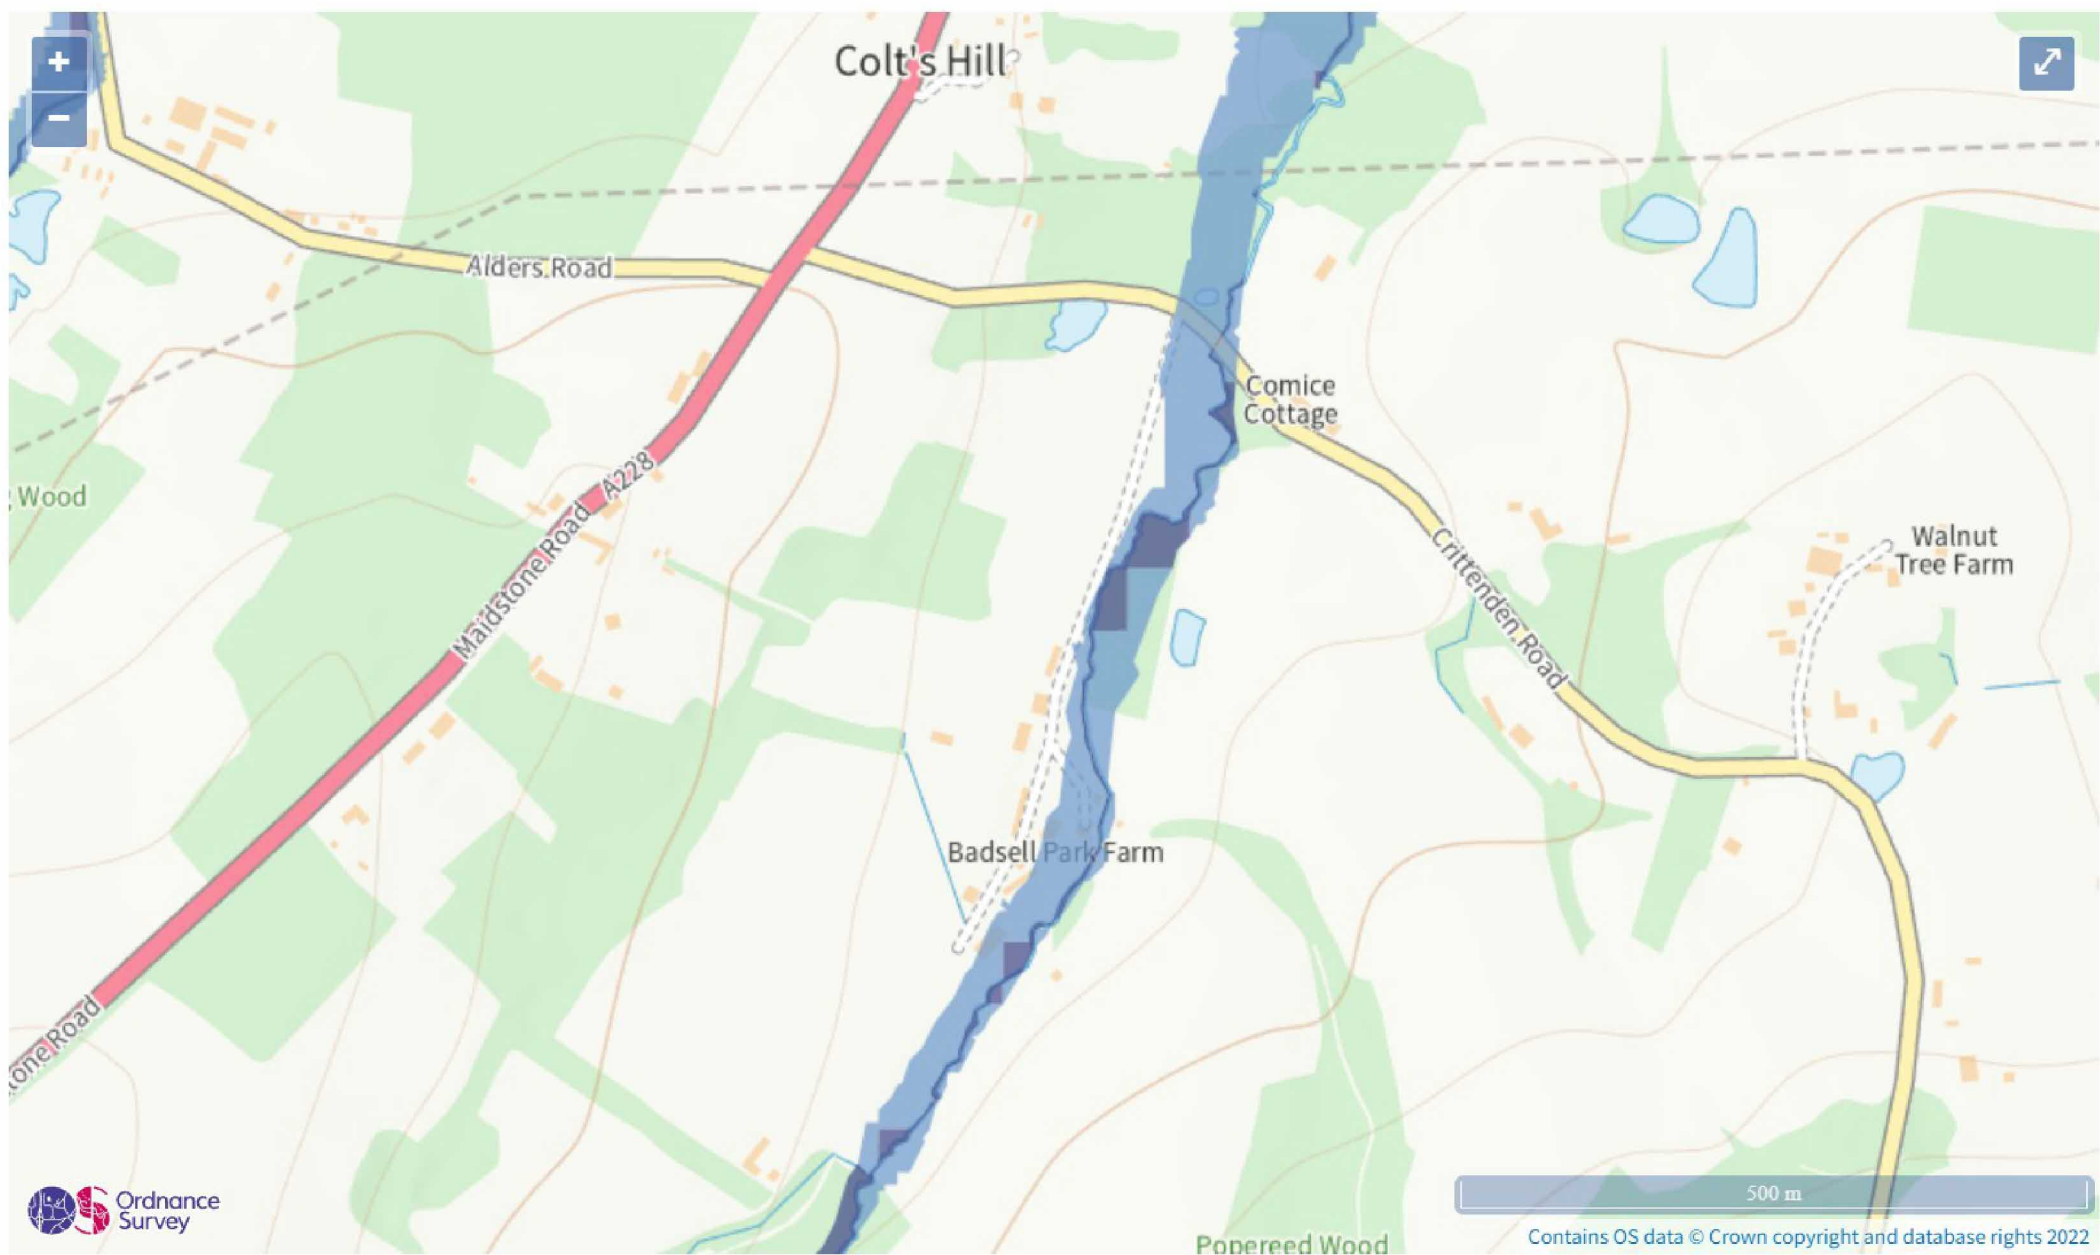 +
Colt's Hill
−
Alders Road
Comice
Cottage
A228
Wood
Maidstone Road
Crittenden Road
Walnut
Tree Farm
Badsell Park Farm
tone Road
Ordnance
Survey
500 m
Popereed Wood
Contains OS data © Crown copyright and database rights 2022